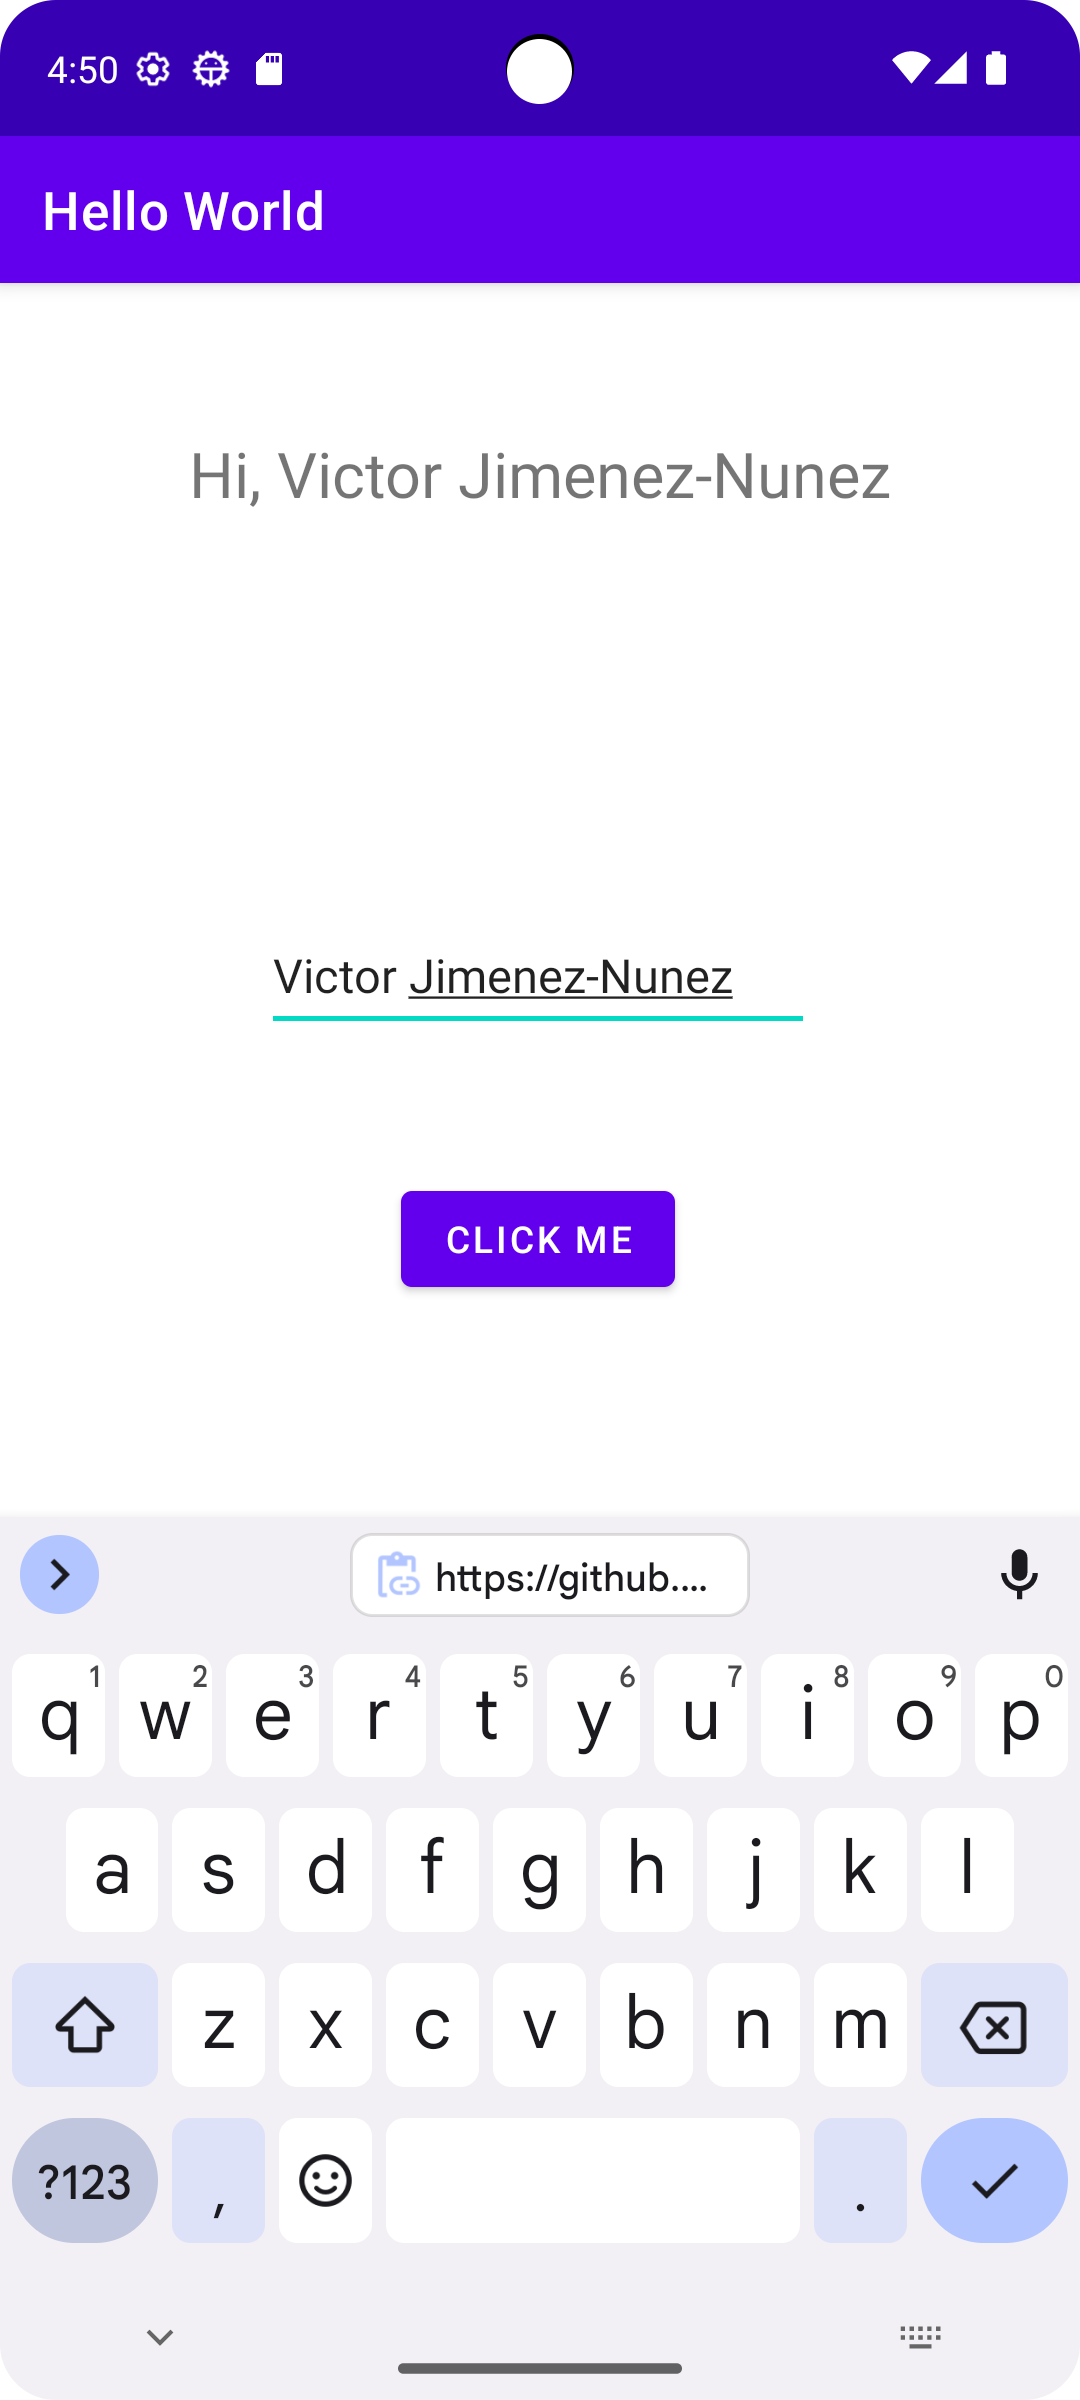 4:50
Hello World
Hi, Victor Jimenez-Nunez
Victor Jimenez-Nunez
CLICK ME
https://github....
q 1 w 2 e 3 r 4 t 5 y 6 u 7 i 8 o 9 p 0
a s d f g h j k l
z x c v b n m
?123 , .